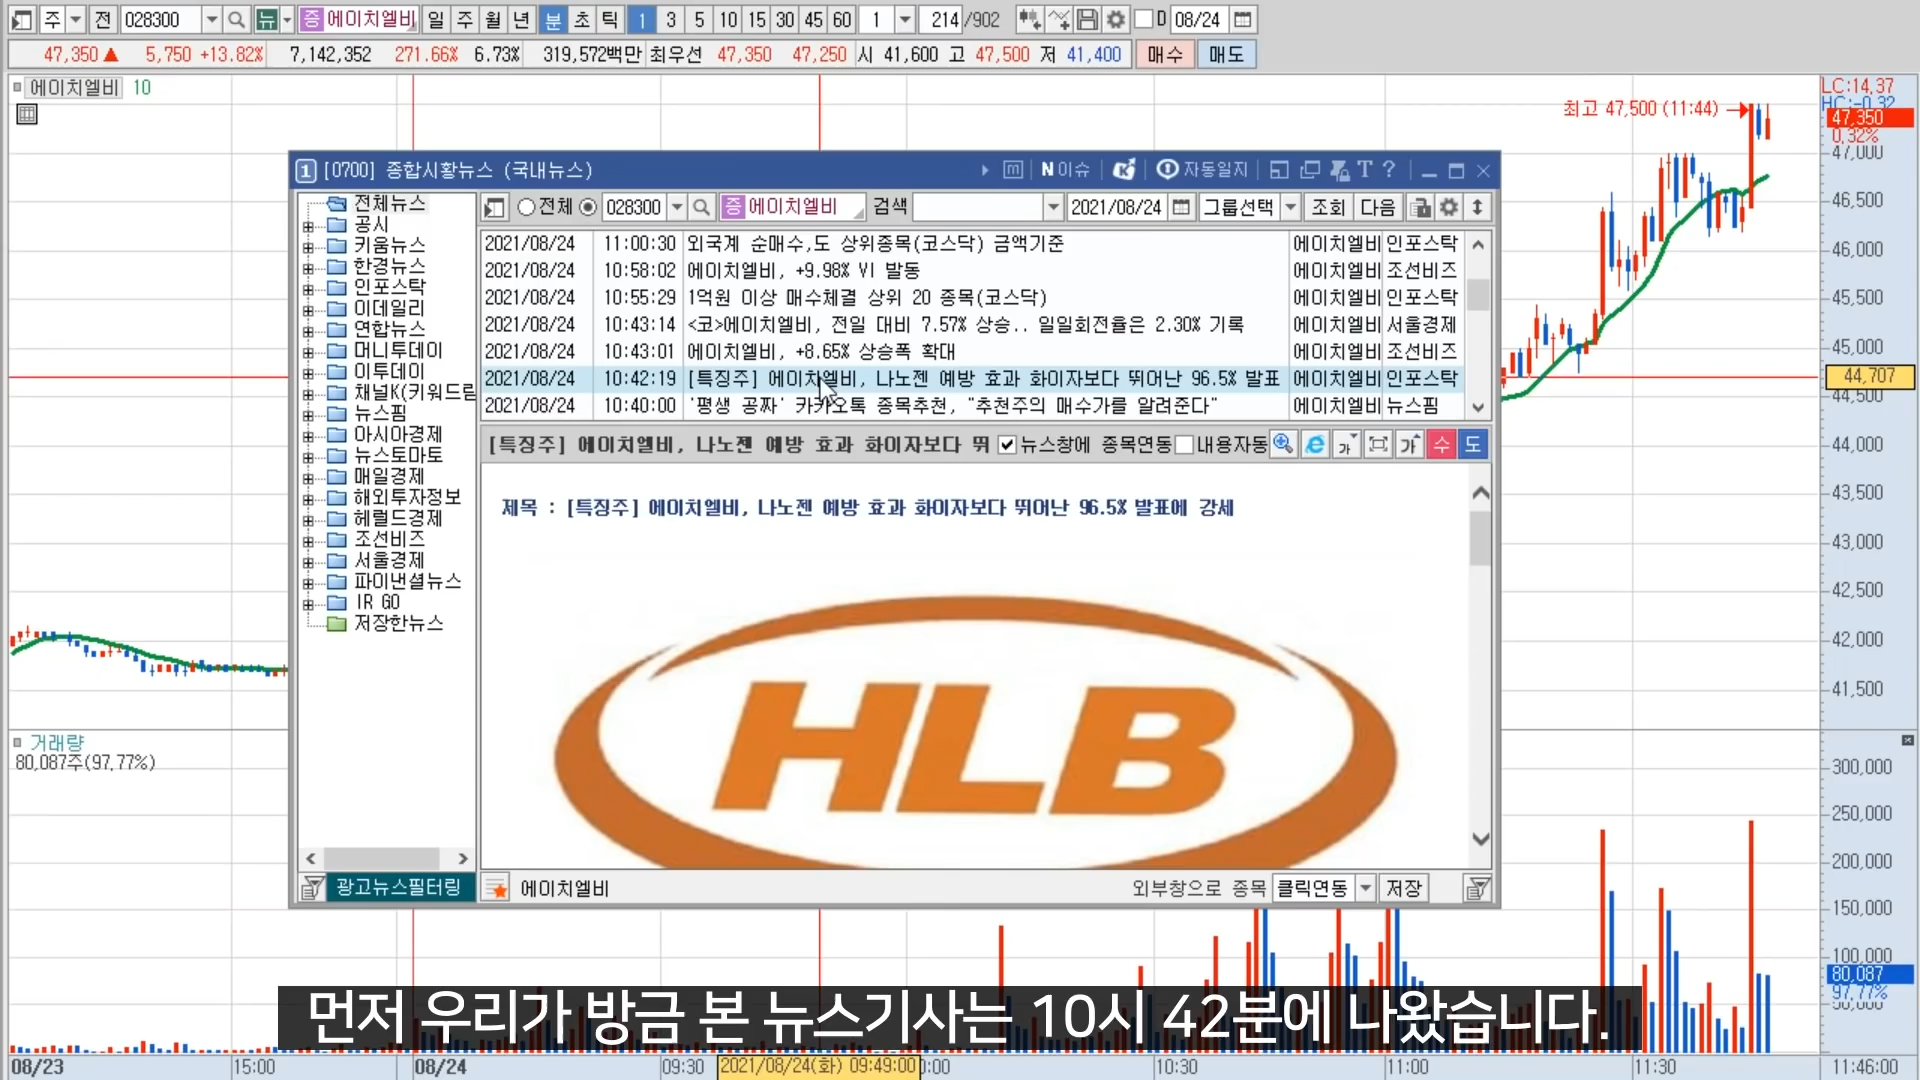 주 전 028300 뉴 증 에이치엘비 일 주 월 년 분 초 틱 1 3 5 10 15 30 45 60 1 214 /902 D 08/24
47,350 ▲ 5,750 +13.82% 7,142,352 271.66% 6.73% 319,572백만 최우선 47,350 47,250 시 41,600 고 47,500 저 41,400 매수 매도
에이치엘비 10
LC:14.37
HC:-0.32
최고 47,500 (11:44)
47,350
0.32%
47,000
46,500
46,000
45,500
45,000
44,707
44,500
44,000
43,500
43,000
42,500
42,000
41,500
1 [0700] 종합시황뉴스 (국내뉴스) N이슈 자동일지 T ?
전체뉴스
공시
키움뉴스
한경뉴스
인포스탁
이데일리
연합뉴스
머니투데이
이투데이
채널K(키워드림
뉴스핌
아시아경제
뉴스토마토
매일경제
해외투자정보
헤럴드경제
조선비즈
서울경제
파이낸셜뉴스
IR GO
저장한뉴스
광고뉴스필터링
전체 028300 증 에이치엘비 검색 2021/08/24 그룹선택 조회 다음
2021/08/24 11:00:30 외국계 순매수,도 상위종목(코스닥) 금액기준 에이치엘비 인포스탁
2021/08/24 10:58:02 에이치엘비, +9.98% VI 발동 에이치엘비 조선비즈
2021/08/24 10:55:29 1억원 이상 매수체결 상위 20 종목(코스닥) 에이치엘비 인포스탁
2021/08/24 10:43:14 <코>에이치엘비, 전일 대비 7.57% 상승.. 일일회전율은 2.30% 기록 에이치엘비 서울경제
2021/08/24 10:43:01 에이치엘비, +8.65% 상승폭 확대 에이치엘비 조선비즈
2021/08/24 10:42:19 [특징주] 에이치엘비, 나노젠 예방 효과 화이자보다 뛰어난 96.5% 발표 에이치엘비 인포스탁
2021/08/24 10:40:00 '평생 공짜' 카카오톡 종목추천, "추천주의 매수가를 알려준다" 에이치엘비 뉴스핌
[특징주] 에이치엘비, 나노젠 예방 효과 화이자보다 뛰 뉴스창에 종목연동 내용자동 가 가 수 도
제목 : [특징주] 에이치엘비, 나노젠 예방 효과 화이자보다 뛰어난 96.5% 발표에 강세
HLB
에이치엘비 외부창으로 종목 클릭연동 저장
거래량
80,087주(97.77%)
300,000
250,000
200,000
150,000
100,000
80,087
97.77%
50,000
먼저 우리가 방금 본 뉴스기사는 10시 42분에 나왔습니다.
08/23 15:00 08/24 09:30 2021/08/24(화) 09:49:00 0:00 10:30 11:00 11:30 11:46:00